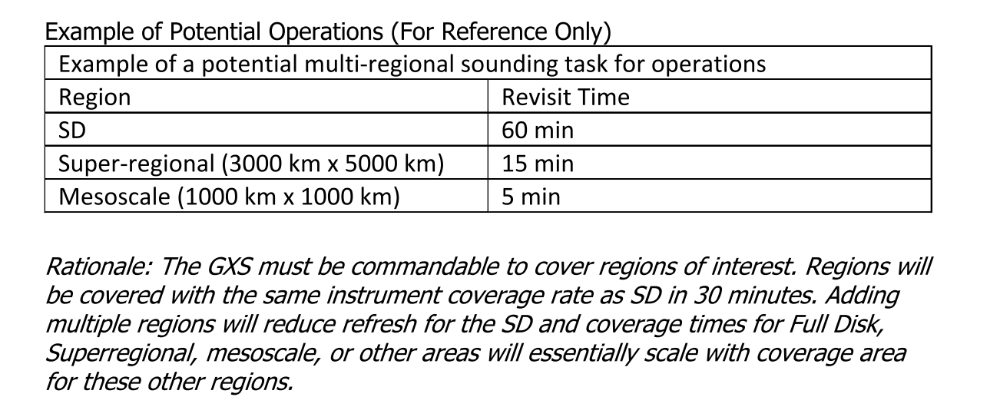 Example of Potential Operations (For Reference Only)
Example of a potential multi-regional sounding task for operations
Region Revisit Time
SD 60 min
Super-regional (3000 km x 5000 km) 15 min
Mesoscale (1000 km x 1000 km) 5 min
Rationale: The GXS must be commandable to cover regions of interest. Regions will
be covered with the same instrument coverage rate as SD in 30 minutes. Adding
multiple regions will reduce refresh for the SD and coverage times for Full Disk,
Superregional, mesoscale, or other areas will essentially scale with coverage area
for these other regions.